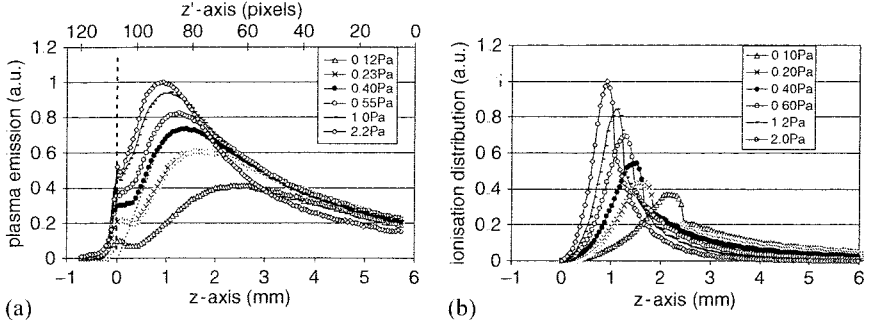 z'-axis (pixels)
120 100 80 60 40 20 0
1.2
1
0.8
0.6
0.4
0.2
0
plasma emission (a.u.)
0 12Pa
0 23Pa
0 40Pa
0 55Pa
1 0Pa
2 2Pa
-1 0 1 2 3 4 5 6
z-axis (mm)
(a)
1.2
1
0.8
0.6
0.4
0.2
0
ionisation distribution (a.u.)
0 10Pa
0 20Pa
0 40Pa
0 60Pa
1 2Pa
2.0Pa
-1 0 1 2 3 4 5 6
z-axis (mm)
(b)